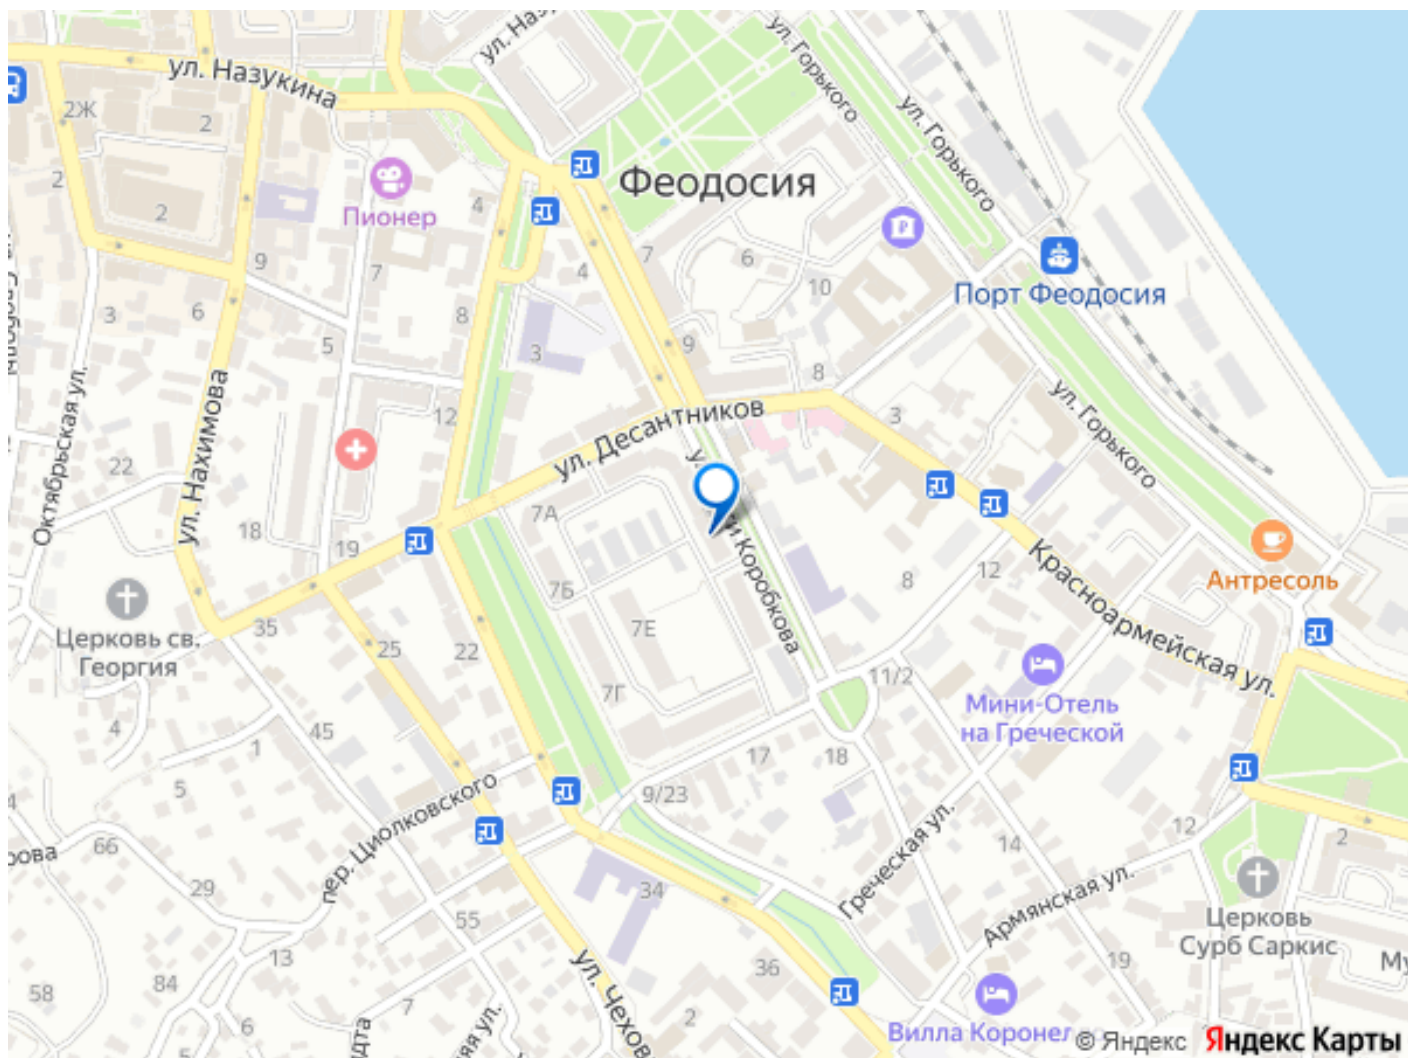 ул. Назукина
ул. Горького
ул. Горького
2Ж
2
Феодосия
2
2
Пионер
4
7
6
9
7
4
10
Порт Феодосия
3
6
8
5
3
9
8
Октябрьская ул.
ул. Нахимова
12
ул. Десантников
3
ул. Горького
22
7А
18
19
8
12
Антресоль
Красноармейская ул.
Коробкова
7Б
7Е
Церковь св.
Георгия
35
25
22
7Г
11/2
Мини-Отель
на Греческой
4
45
1
5
17
18
9/23
4
66
пер. Циолковского
29
Греческая ул.
14
12
2
34
55
Армянская ул.
Церковь
Сурб Саркис
13
36
19
58
84
6
7
ул. Чехова
2
Вилла Коронел
© Яндекс
Яндекс Карты